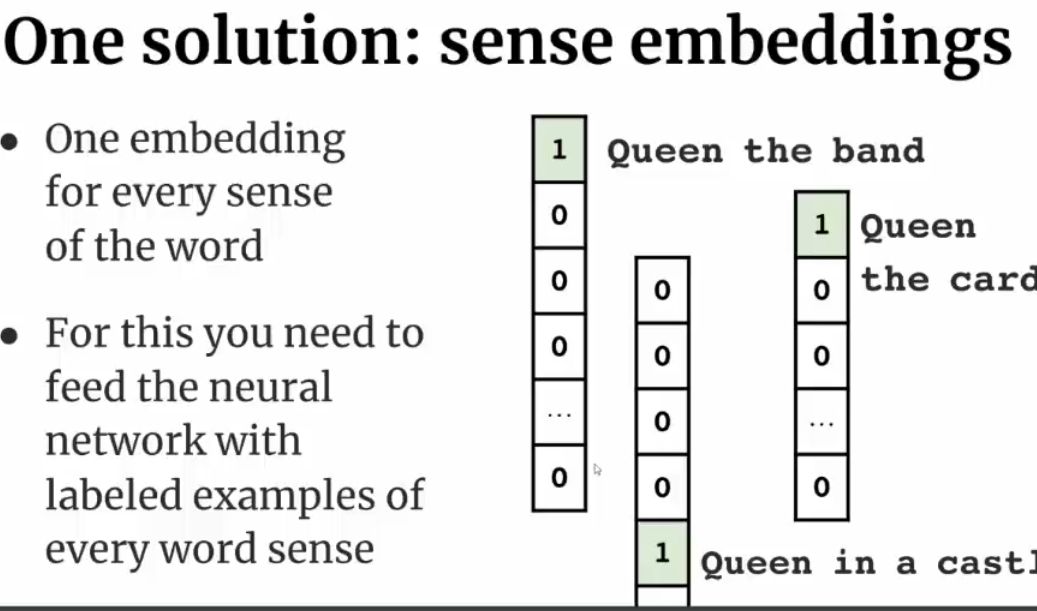 One solution: sense embeddings
● One embedding
for every sense
of the word
● For this you need to
feed the neural
network with
labeled examples of
every word sense
1
0
0
0
...
0
Queen the band
0
0
0
0
1
Queen in a castl
1
0
0
...
0
Queen
the card